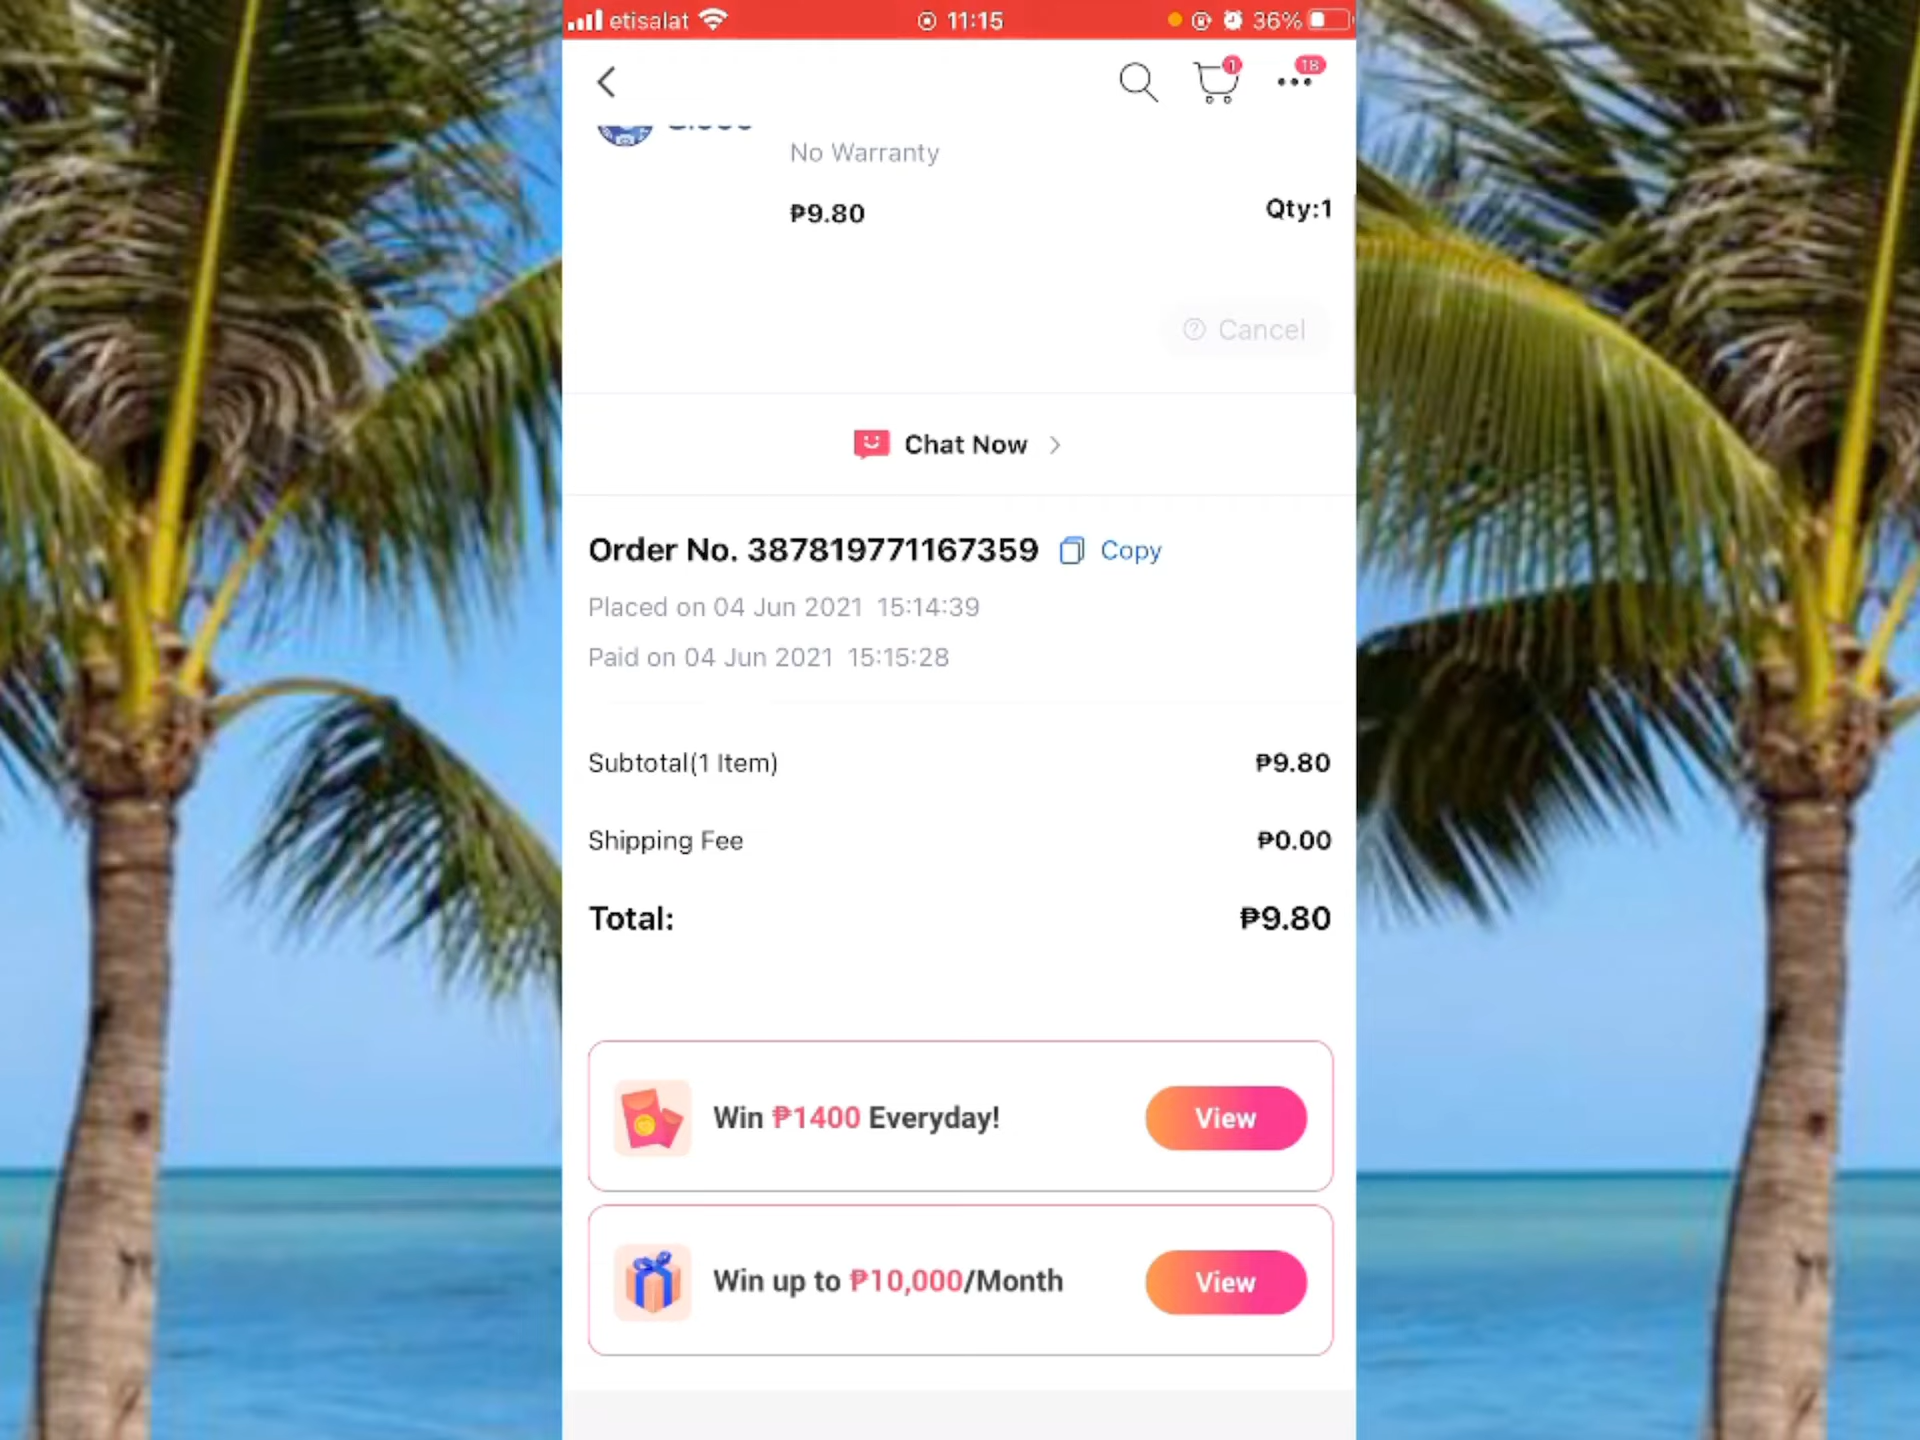 etisalat 11:15 36%
1 18
No Warranty
₱9.80 Qty:1
Cancel
Chat Now
Order No. 387819771167359 Copy
Placed on 04 Jun 2021 15:14:39
Paid on 04 Jun 2021 15:15:28
Subtotal(1 Item) ₱9.80
Shipping Fee ₱0.00
Total: ₱9.80
Win ₱1400 Everyday! View
Win up to ₱10,000/Month View